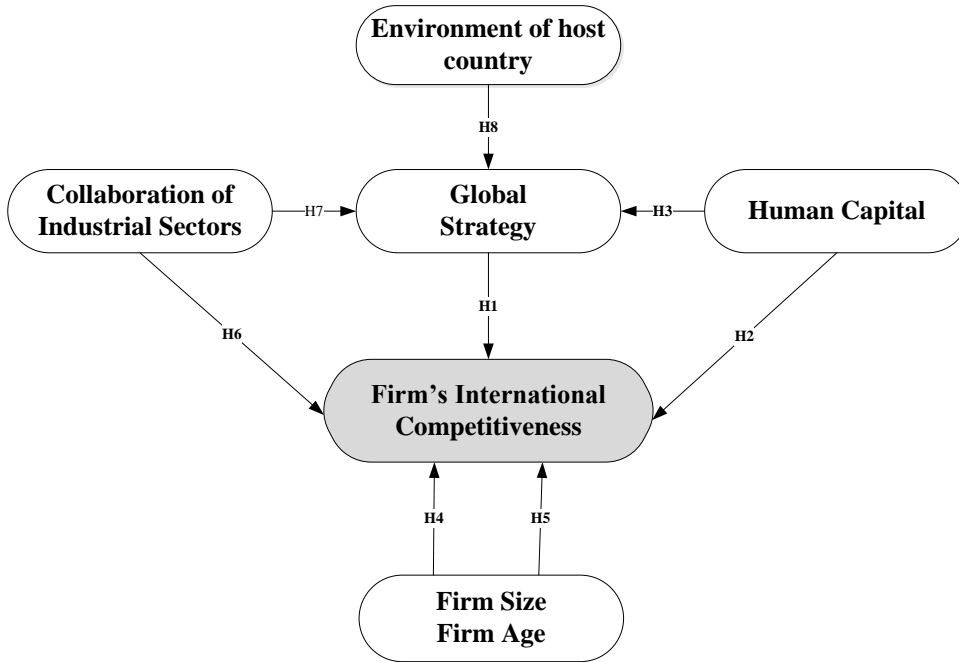 Environment of host
country
H8
Collaboration of
Industrial Sectors
H7
Global
Strategy
H3
Human Capital
H1
H6
H2
Firm’s International
Competitiveness
H4
H5
Firm Size
Firm Age